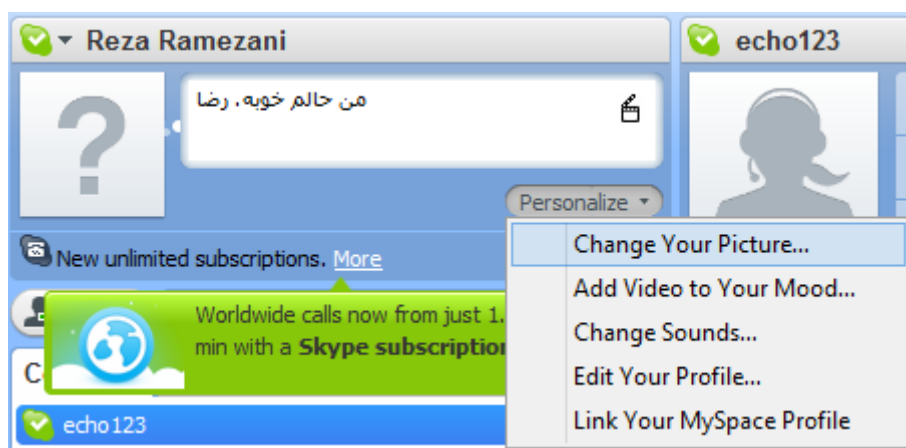 Reza Ramezani
echo123
من حالم خوبه، رضا
Personalize
New unlimited subscriptions. More
Change Your Picture...
Add Video to Your Mood...
Change Sounds...
Edit Your Profile...
Link Your MySpace Profile
Worldwide calls now from just 1.
min with a Skype subscription
echo123